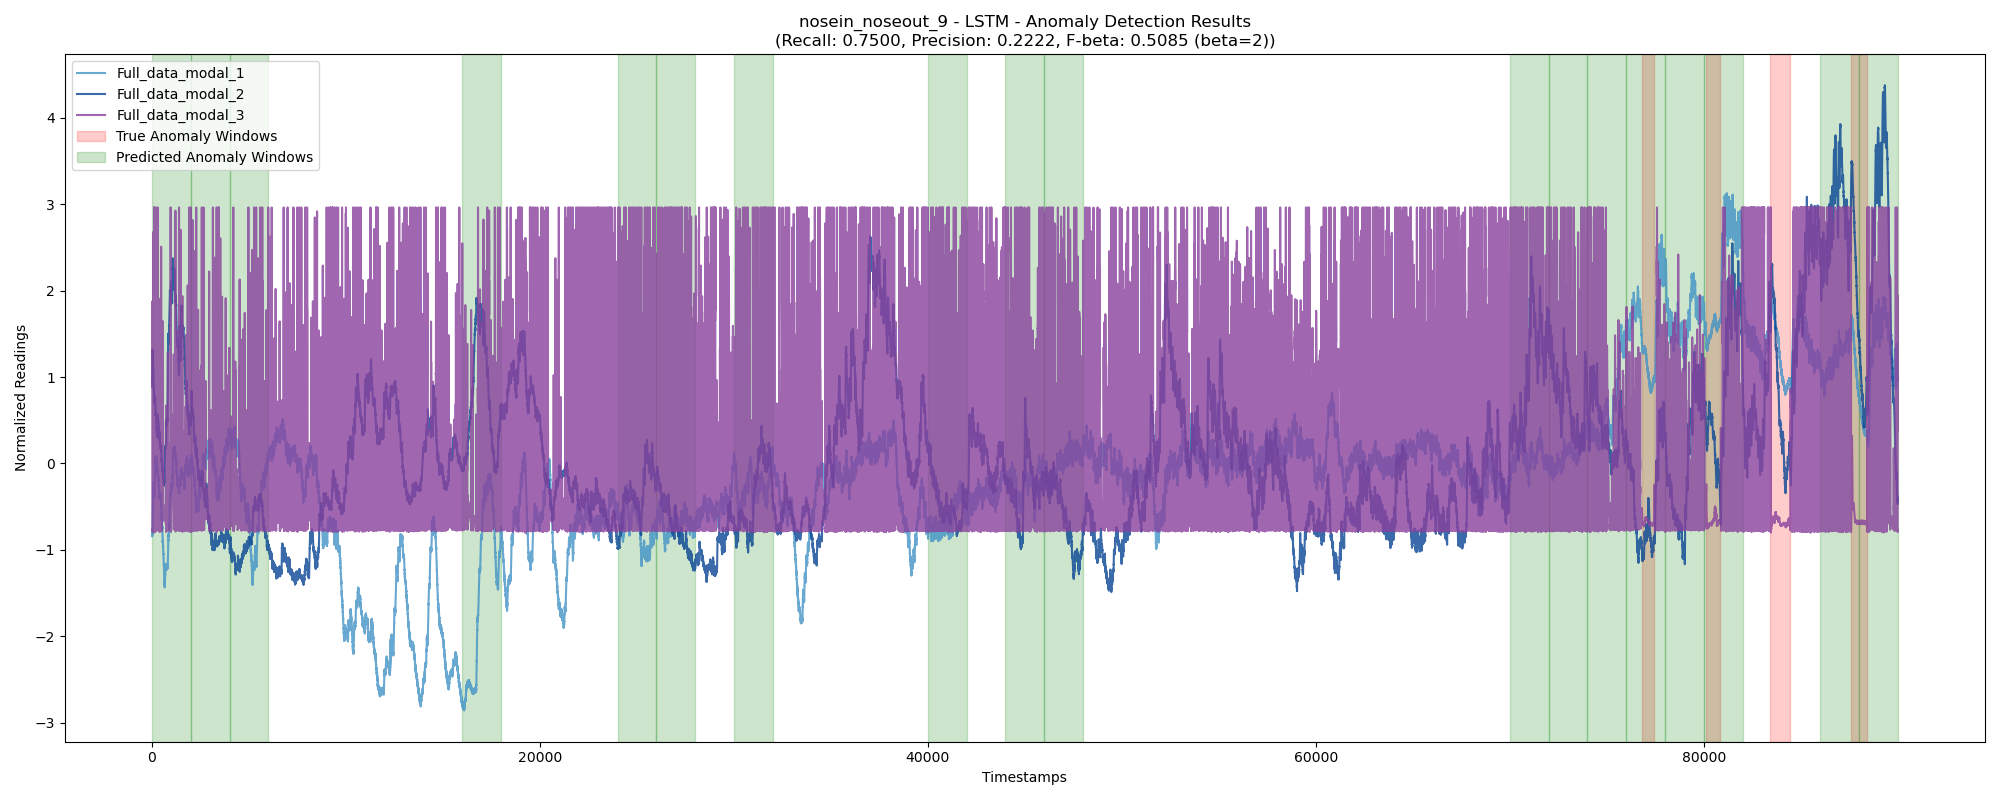 nosein_noseout_9 - LSTM - Anomaly Detection Results
(Recall: 0.7500, Precision: 0.2222, F-beta: 0.5085 (beta=2))
Full_data_modal_1
Full_data_modal_2
Full_data_modal_3
True Anomaly Windows
Predicted Anomaly Windows
Normalized Readings
4
3
2
1
0
−1
−2
−3
0
20000
40000
60000
80000
Timestamps